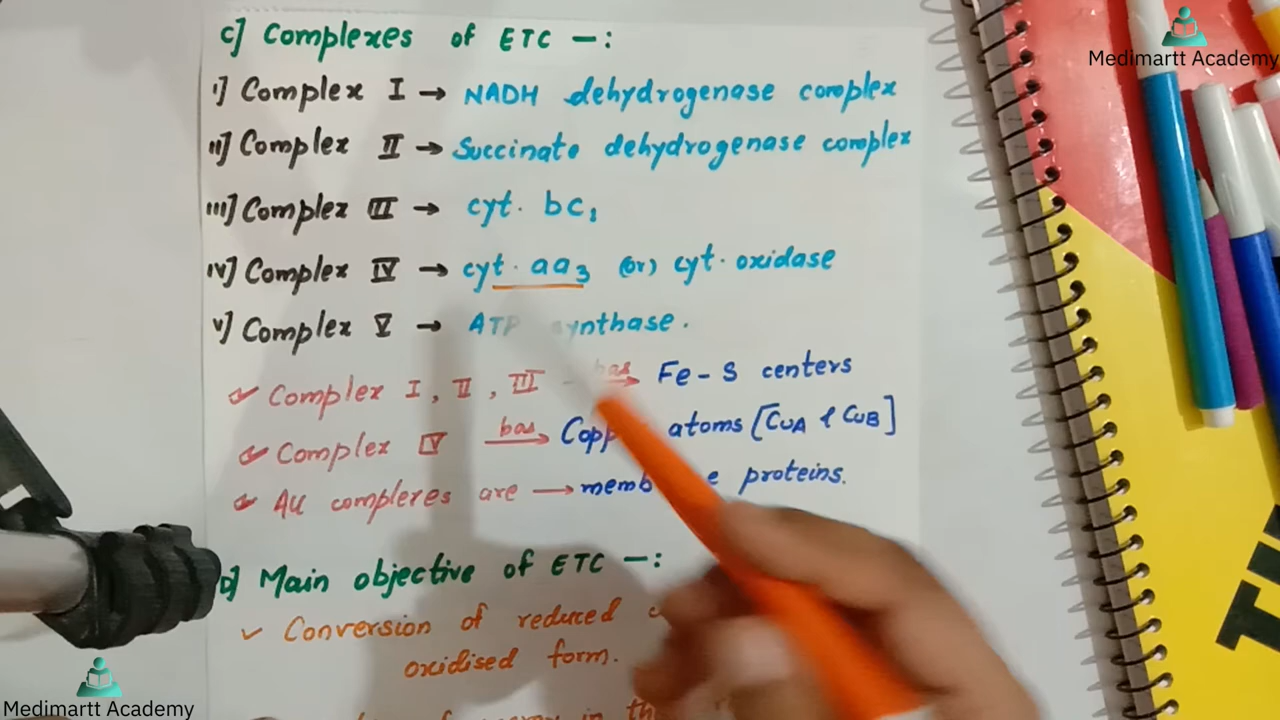 Medimartt Academy
C] Complexes of ETC -:
i] Complex I → NADH dehydrogenase complex
ii] Complex II → Succinate dehydrogenase complex
iii] Complex III → cyt. bc1
iv] Complex IV → cyt. aa3 (or) cyt. oxidase
v] Complex V → ATP synthase.
✓ Complex I, II, III has → Fe-S centers
✓ Complex IV has → atoms [CuA & CuB]
✓ All complexes are → proteins.
D] Main objective of ETC -:
✓ Conversion of reduced
oxidised form.
in
Medimartt Academy